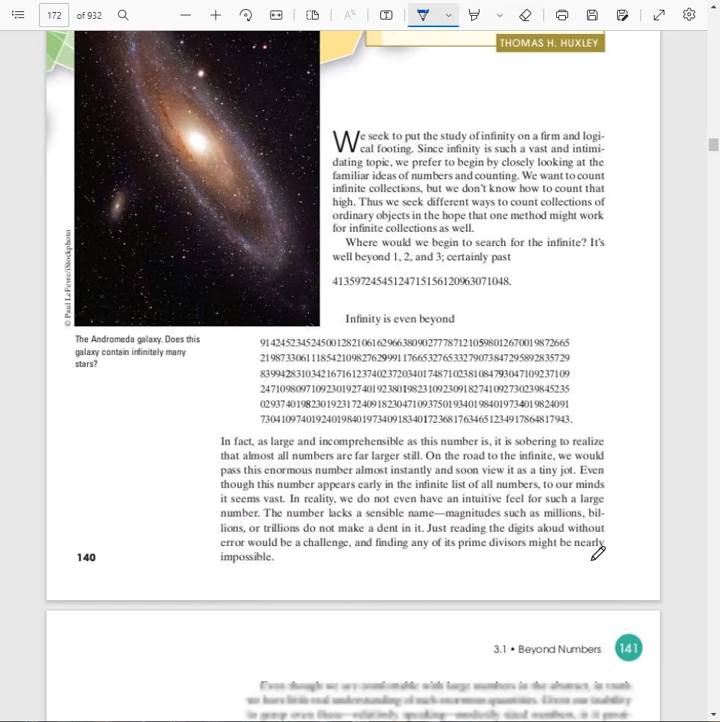 172 of 932
THOMAS H. HUXLEY
We seek to put the study of infinity on a firm and logi-
cal footing. Since infinity is such a vast and intimi-
dating topic, we prefer to begin by closely looking at the
familiar ideas of numbers and counting. We want to count
infinite collections, but we don't know how to count that
high. Thus we seek different ways to count collections of
ordinary objects in the hope that one method might work
for infinite collections as well.
Where would we begin to search for the infinite? It's
well beyond 1, 2, and 3; certainly past
4135972454512471515612096307​1048.
Infinity is even beyond
© Paul LeFevre/iStockphoto
The Andromeda galaxy. Does this
galaxy contain infinitely many
stars?
In fact, as large and incomprehensible as this number is, it is sobering to realize
that almost all numbers are far larger still. On the road to the infinite, we would
pass this enormous number almost instantly and soon view it as a tiny jot. Even
though this number appears early in the infinite list of all numbers, to our minds
it seems vast. In reality, we do not even have an intuitive feel for such a large
number. The number lacks a sensible name—magnitudes such as millions, bil-
lions, or trillions do not make a dent in it. Just reading the digits aloud without
error would be a challenge, and finding any of its prime divisors might be nearly
impossible.
140
3.1 • Beyond Numbers 141